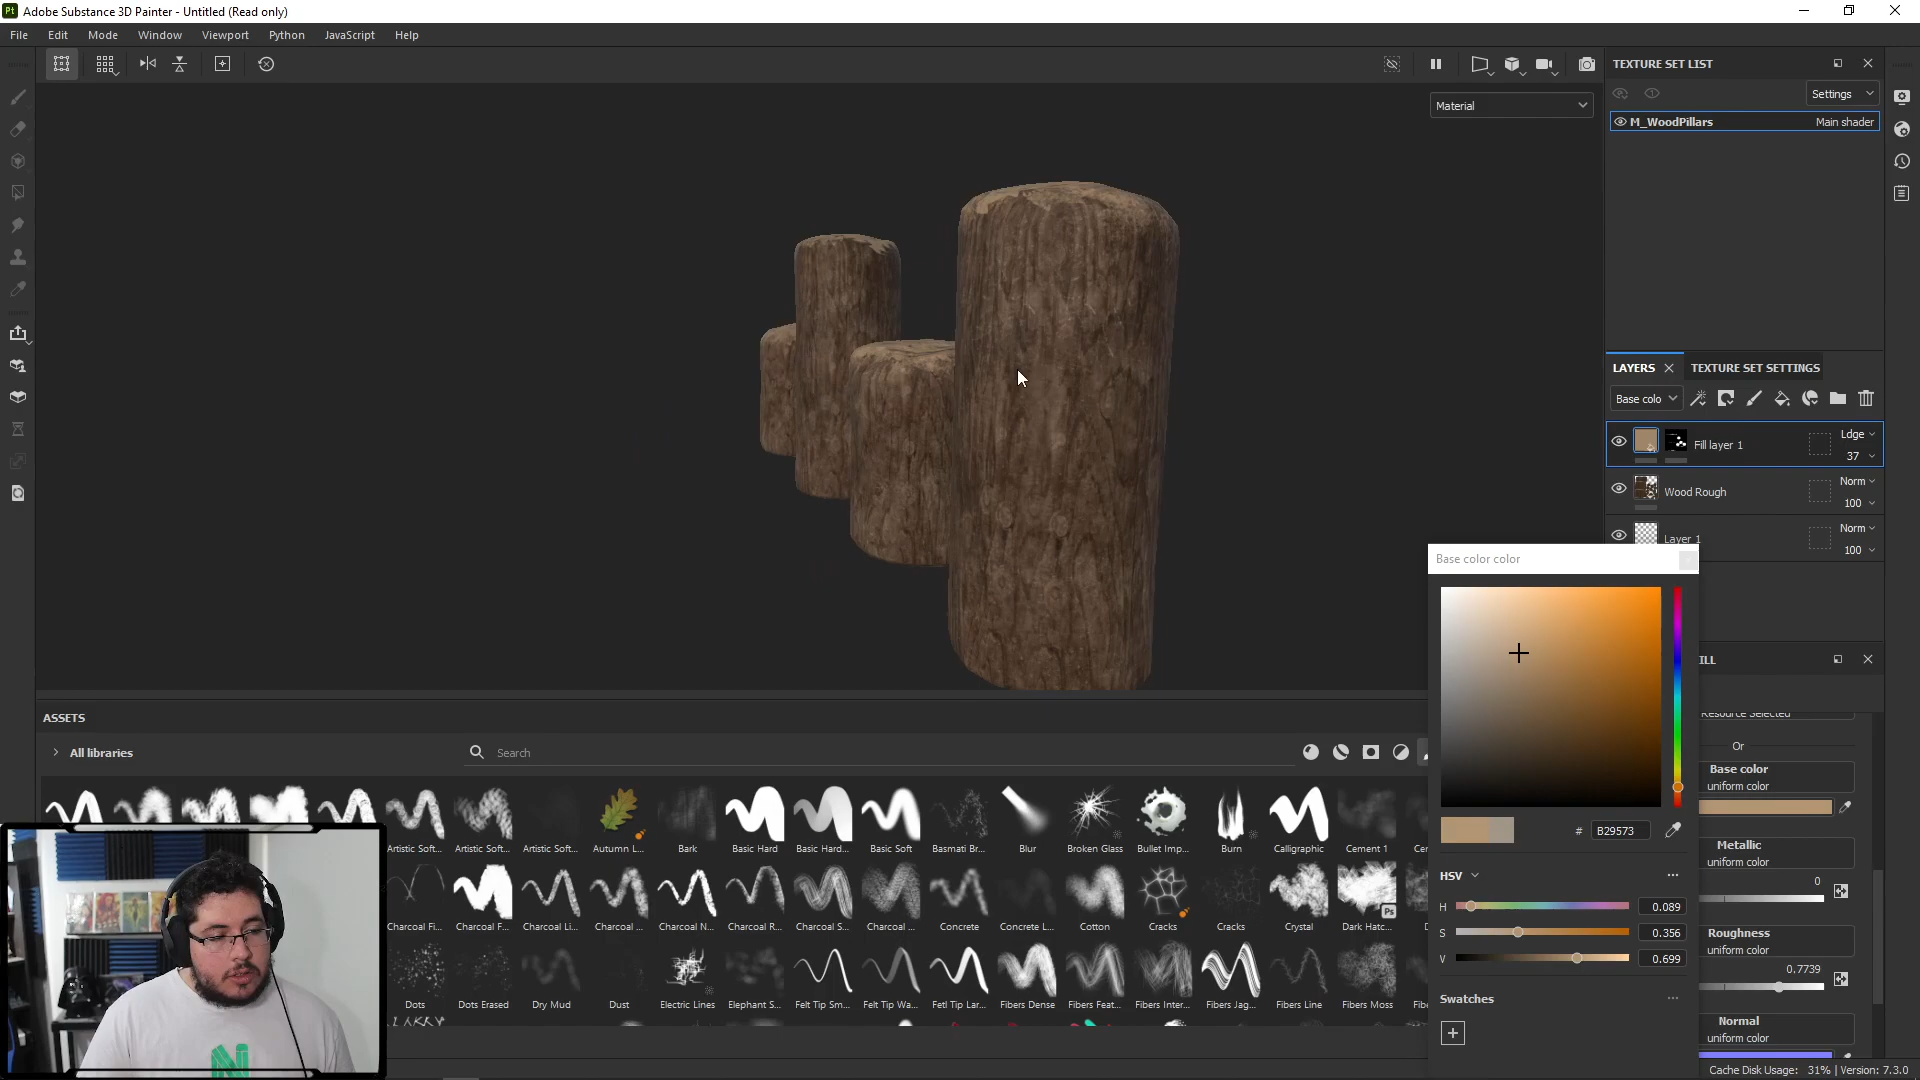 Pt Adobe Substance 3D Painter - Untitled (Read only)
File Edit Mode Window Viewport Python JavaScript Help
Material
TEXTURE SET LIST
Settings
M_WoodPillars Main shader
LAYERS TEXTURE SET SETTINGS
Base colo
Fill layer 1 Ldge 37
Wood Rough Norm 100
Layer 1 Norm 100
Base color color
# B29573
HSV
H 0.089
S 0.356
V 0.699
Swatches
ILL
Resource Selected
Or
Base color
uniform color
Metallic
uniform color
0
Roughness
uniform color
0.7739
Normal
uniform color
ASSETS
All libraries
Search
Artistic Soft... Artistic Sof... Artistic Soft... Autumn L... Bark Basic Hard Basic Hard... Basic Soft Basmati Br... Blur Broken Glass Bullet Imp... Burn Calligraphic Cement 1 Cer
Charcoal Fi... Charcoal F... Charcoal Li... Charcoal ... Charcoal N... Charcoal R... Charcoal S... Charcoal ... Concrete Concrete L... Cotton Cracks Cracks Crystal Dark Hatc...
Ps
Dots Dots Erased Dry Mud Dust Electric Lines Elephant S... Felt Tip Sm... Felt Tip Wa... Fetl Tip Lar... Fibers Dense Fibers Feat... Fibers Inter... Fibers Jag... Fibers Line Fibers Moss
Cache Disk Usage: 31% | Version: 7.3.0